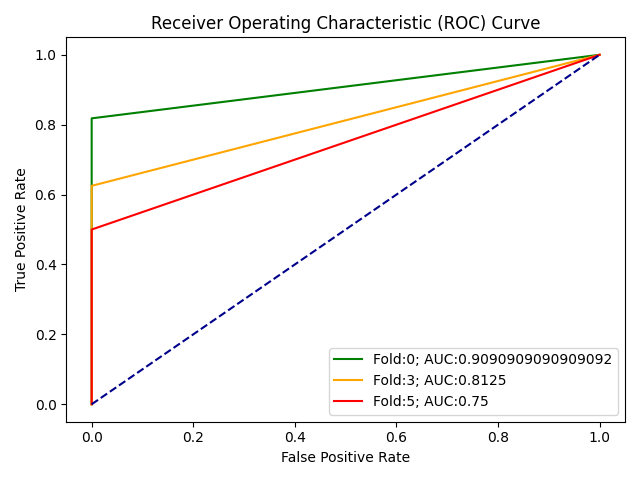 Receiver Operating Characteristic (ROC) Curve
1.0
0.8
0.6
0.4
0.2
0.0
True Positive Rate
Fold:0; AUC:0.9090909090909092
Fold:3; AUC:0.8125
Fold:5; AUC:0.75
0.0 0.2 0.4 0.6 0.8 1.0
False Positive Rate